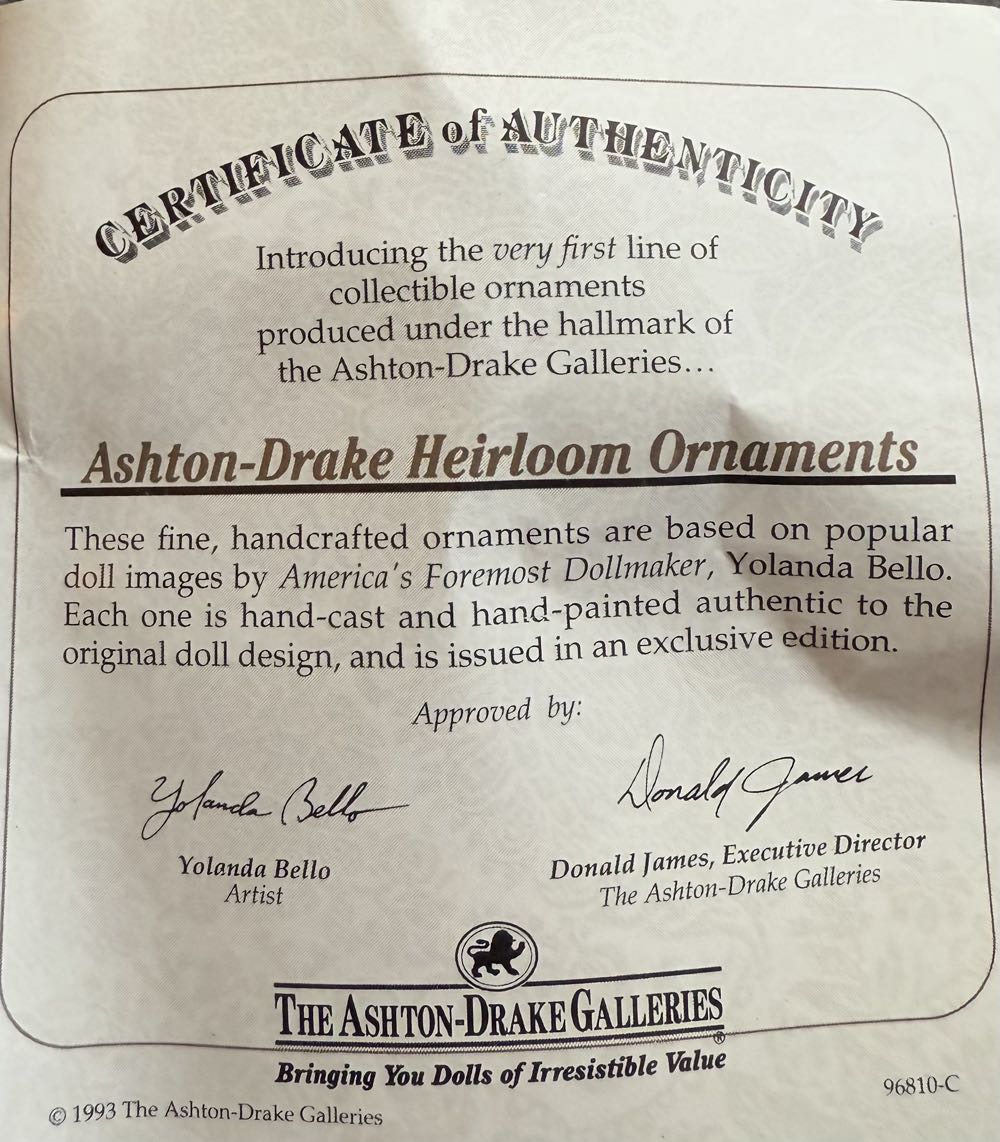 CERTIFICATE of AUTHENTICITY
Introducing the very first line of
collectible ornaments
produced under the hallmark of
the Ashton-Drake Galleries...
Ashton-Drake Heirloom Ornaments
These fine, handcrafted ornaments are based on popular
doll images by America's Foremost Dollmaker, Yolanda Bello.
Each one is hand-cast and hand-painted authentic to the
original doll design, and is issued in an exclusive edition.
Approved by:
Yolanda Bello
Donald James
Yolanda Bello
Artist
Donald James, Executive Director
The Ashton-Drake Galleries
THE ASHTON-DRAKE GALLERIES®
Bringing You Dolls of Irresistible Value
96810-C
© 1993 The Ashton-Drake Galleries